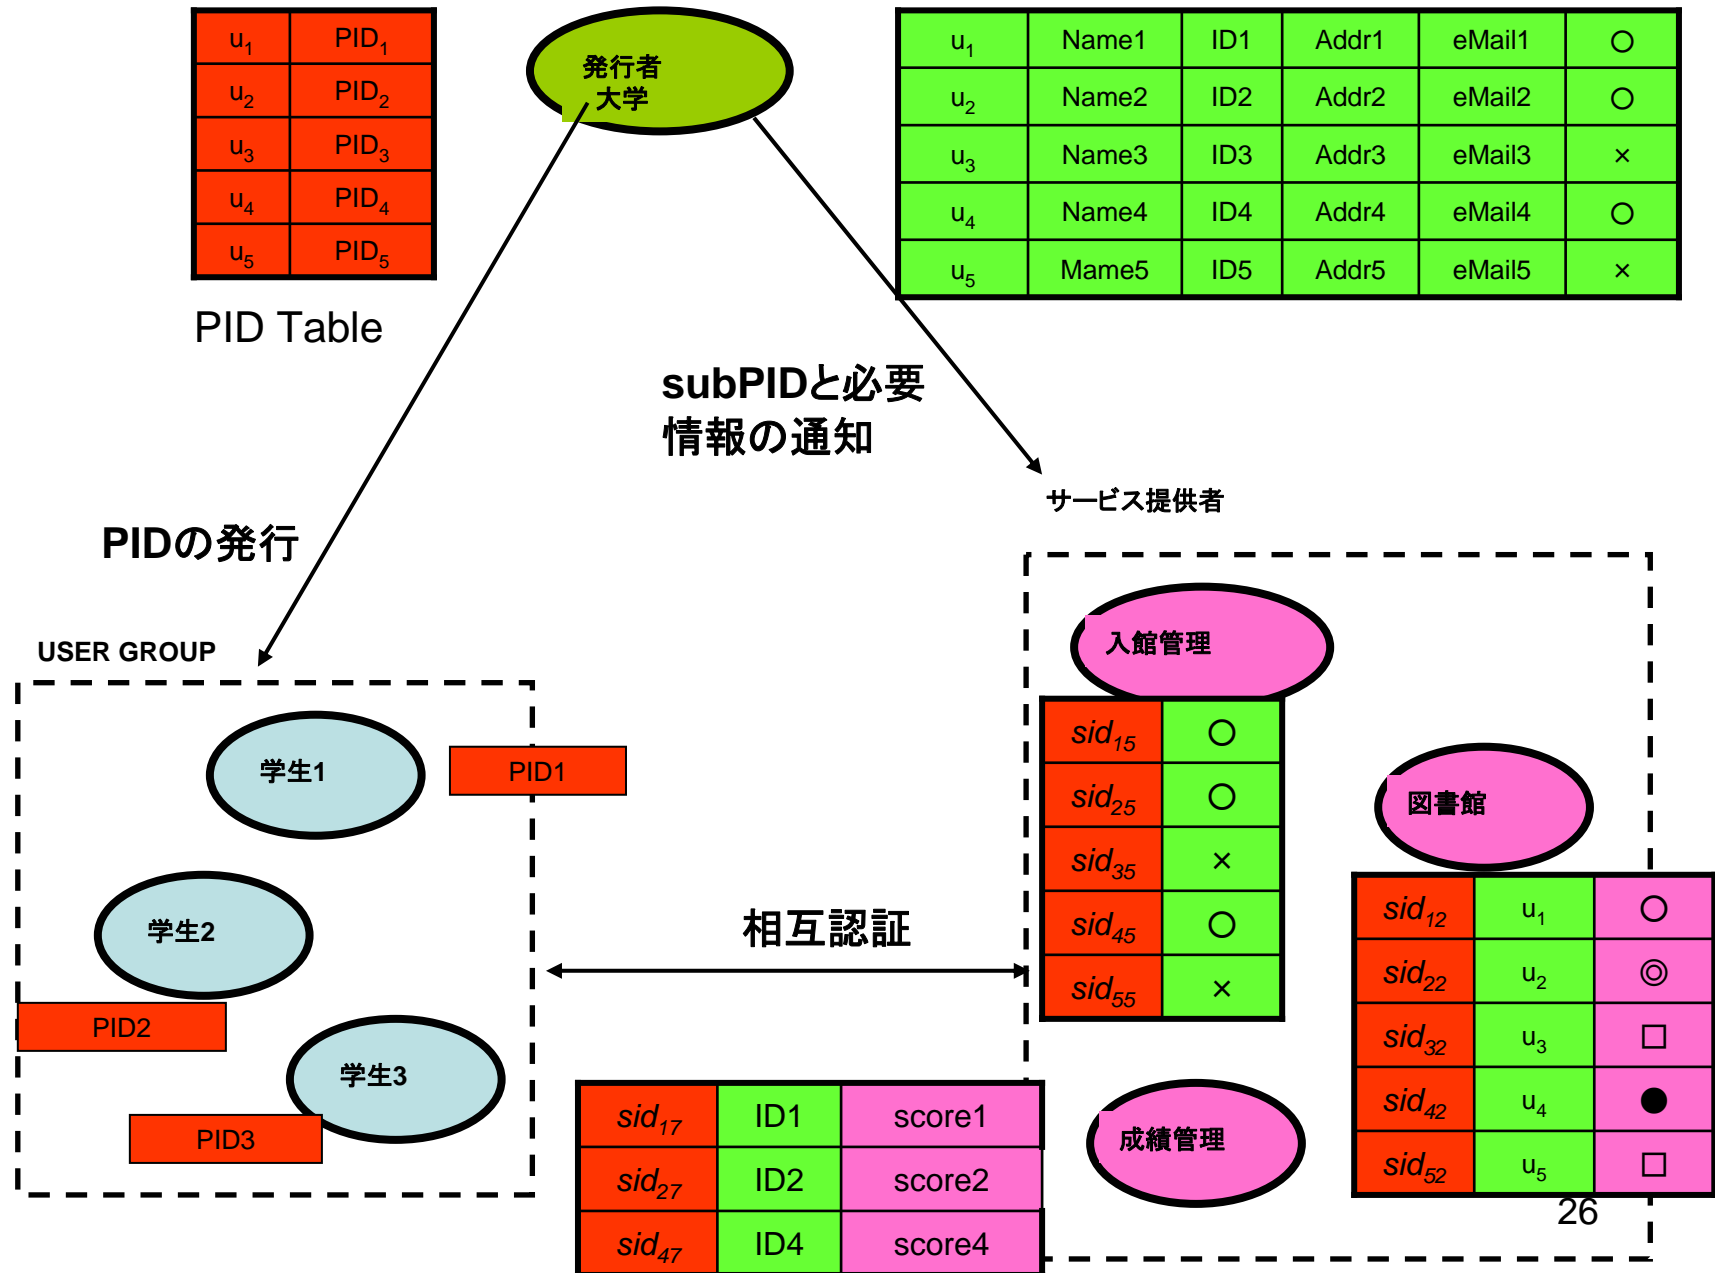 u1 PID1
u2 PID2
u3 PID3
u4 PID4
u5 PID5
PID Table
発行者
大学
u1 Name1 ID1 Addr1 eMail1 ○
u2 Name2 ID2 Addr2 eMail2 ○
u3 Name3 ID3 Addr3 eMail3 ×
u4 Name4 ID4 Addr4 eMail4 ○
u5 Mame5 ID5 Addr5 eMail5 ×
subPIDと必要
情報の通知
PIDの発行
サービス提供者
USER GROUP
学生1
PID1
学生2
PID2
学生3
PID3
相互認証
入館管理
sid15 ○
sid25 ○
sid35 ×
sid45 ○
sid55 ×
図書館
sid12 u1 ○
sid22 u2 ◎
sid32 u3 □
sid42 u4 ●
sid52 u5 □
成績管理
sid17 ID1 score1
sid27 ID2 score2
sid47 ID4 score4
26